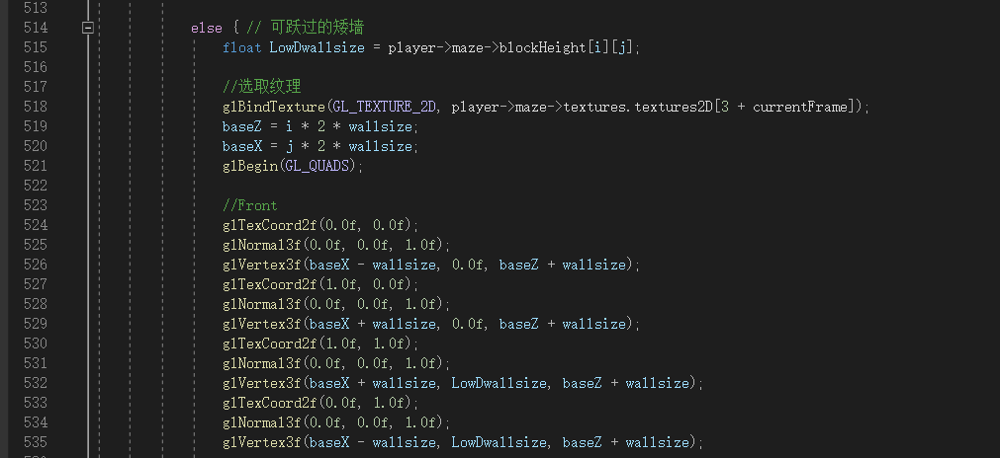 513
514 else { // 可跃过的矮墙
515 float LowDwallsize = player->maze->blockHeight[i][j];
516
517 //选取纹理
518 glBindTexture(GL_TEXTURE_2D, player->maze->textures.textures2D[3 + currentFrame]);
519 baseZ = i * 2 * wallsize;
520 baseX = j * 2 * wallsize;
521 glBegin(GL_QUADS);
522
523 //Front
524 glTexCoord2f(0.0f, 0.0f);
525 glNormal3f(0.0f, 0.0f, 1.0f);
526 glVertex3f(baseX - wallsize, 0.0f, baseZ + wallsize);
527 glTexCoord2f(1.0f, 0.0f);
528 glNormal3f(0.0f, 0.0f, 1.0f);
529 glVertex3f(baseX + wallsize, 0.0f, baseZ + wallsize);
530 glTexCoord2f(1.0f, 1.0f);
531 glNormal3f(0.0f, 0.0f, 1.0f);
532 glVertex3f(baseX + wallsize, LowDwallsize, baseZ + wallsize);
533 glTexCoord2f(0.0f, 1.0f);
534 glNormal3f(0.0f, 0.0f, 1.0f);
535 glVertex3f(baseX - wallsize, LowDwallsize, baseZ + wallsize);